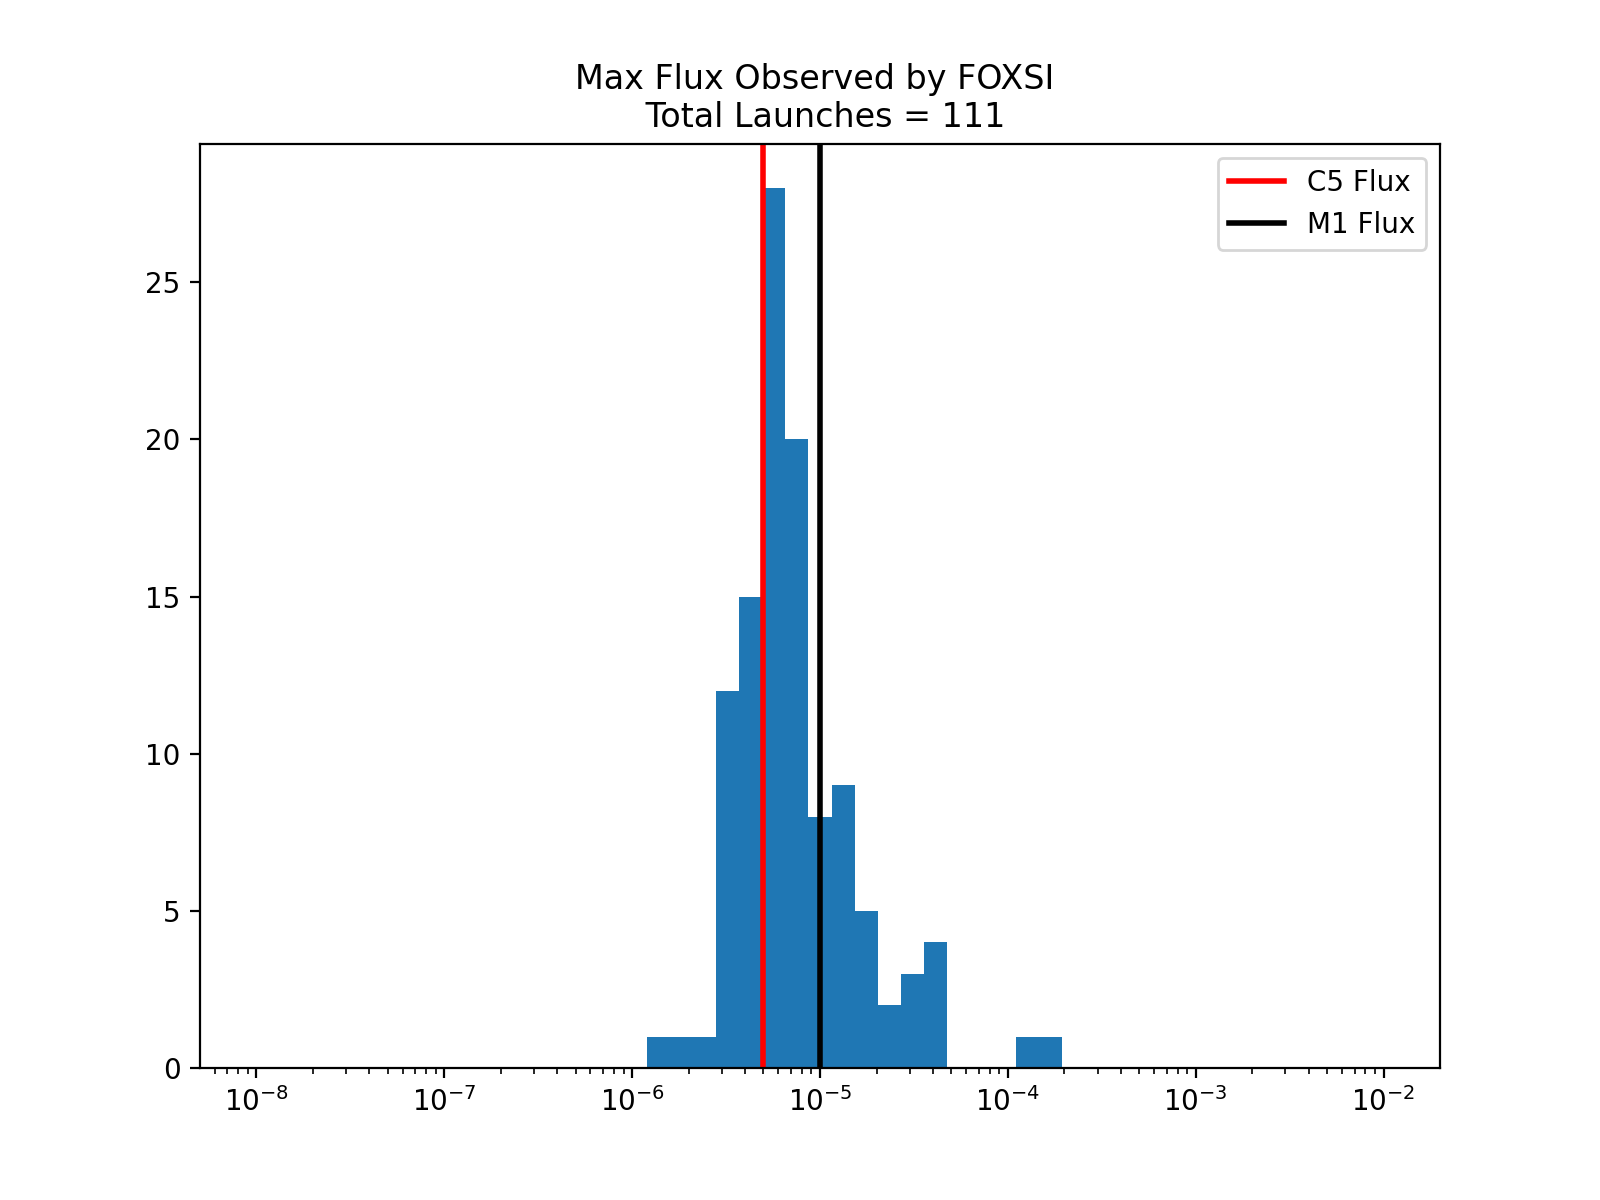 Max Flux Observed by FOXSI
Total Launches = 111
C5 Flux
M1 Flux
25
20
15
10
5
0
10⁻⁸ 10⁻⁷ 10⁻⁶ 10⁻⁵ 10⁻⁴ 10⁻³ 10⁻²